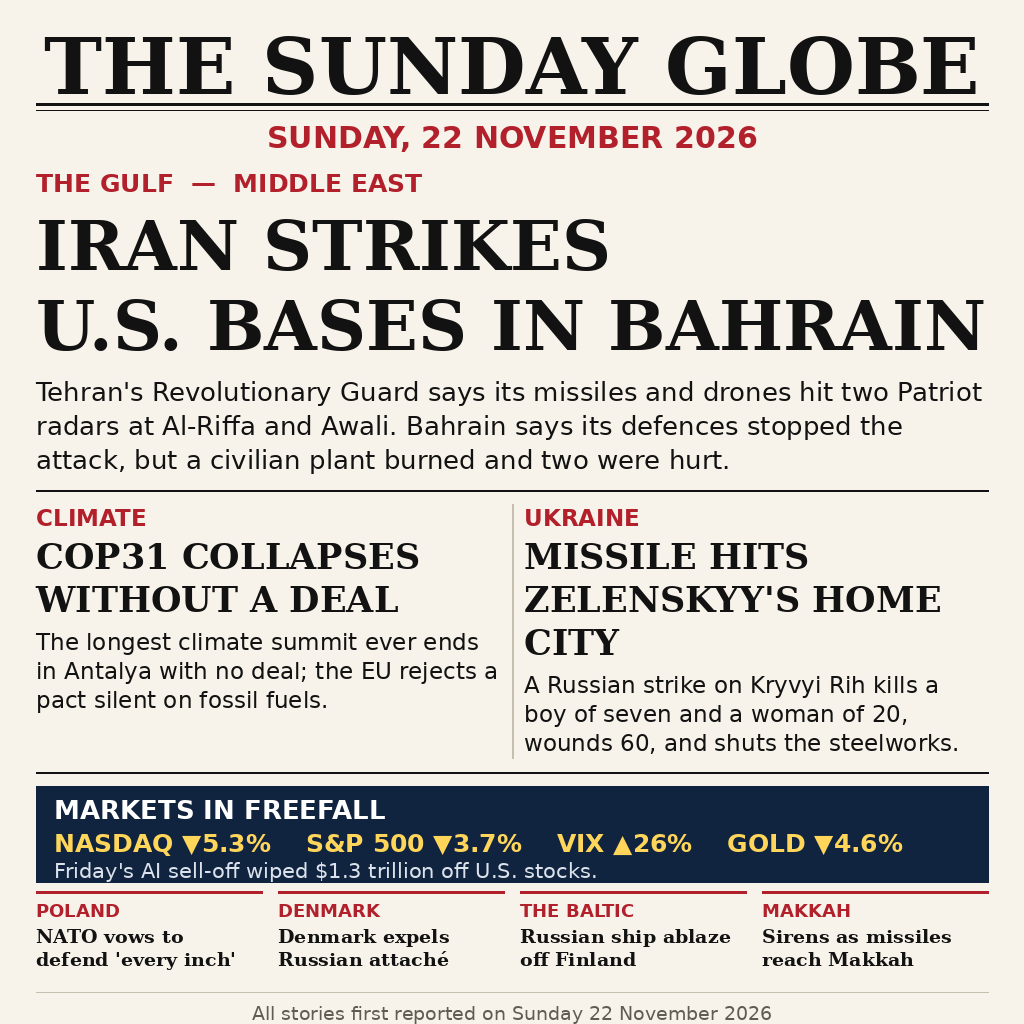 THE SUNDAY GLOBE
SUNDAY, 22 NOVEMBER 2026
THE GULF — MIDDLE EAST
IRAN STRIKES
U.S. BASES IN BAHRAIN
Tehran's Revolutionary Guard says its missiles and drones hit two Patriot
radars at Al-Riffa and Awali. Bahrain says its defences stopped the
attack, but a civilian plant burned and two were hurt.
CLIMATE
COP31 COLLAPSES
WITHOUT A DEAL
The longest climate summit ever ends
in Antalya with no deal; the EU rejects a
pact silent on fossil fuels.
UKRAINE
MISSILE HITS
ZELENSKYY'S HOME
CITY
A Russian strike on Kryvyi Rih kills a
boy of seven and a woman of 20,
wounds 60, and shuts the steelworks.
MARKETS IN FREEFALL
NASDAQ ▼5.3% S&P 500 ▼3.7% VIX ▲26% GOLD ▼4.6%
Friday's AI sell-off wiped $1.3 trillion off U.S. stocks.
POLAND
NATO vows to
defend 'every inch'
DENMARK
Denmark expels
Russian attaché
THE BALTIC
Russian ship ablaze
off Finland
MAKKAH
Sirens as missiles
reach Makkah
All stories first reported on Sunday 22 November 2026